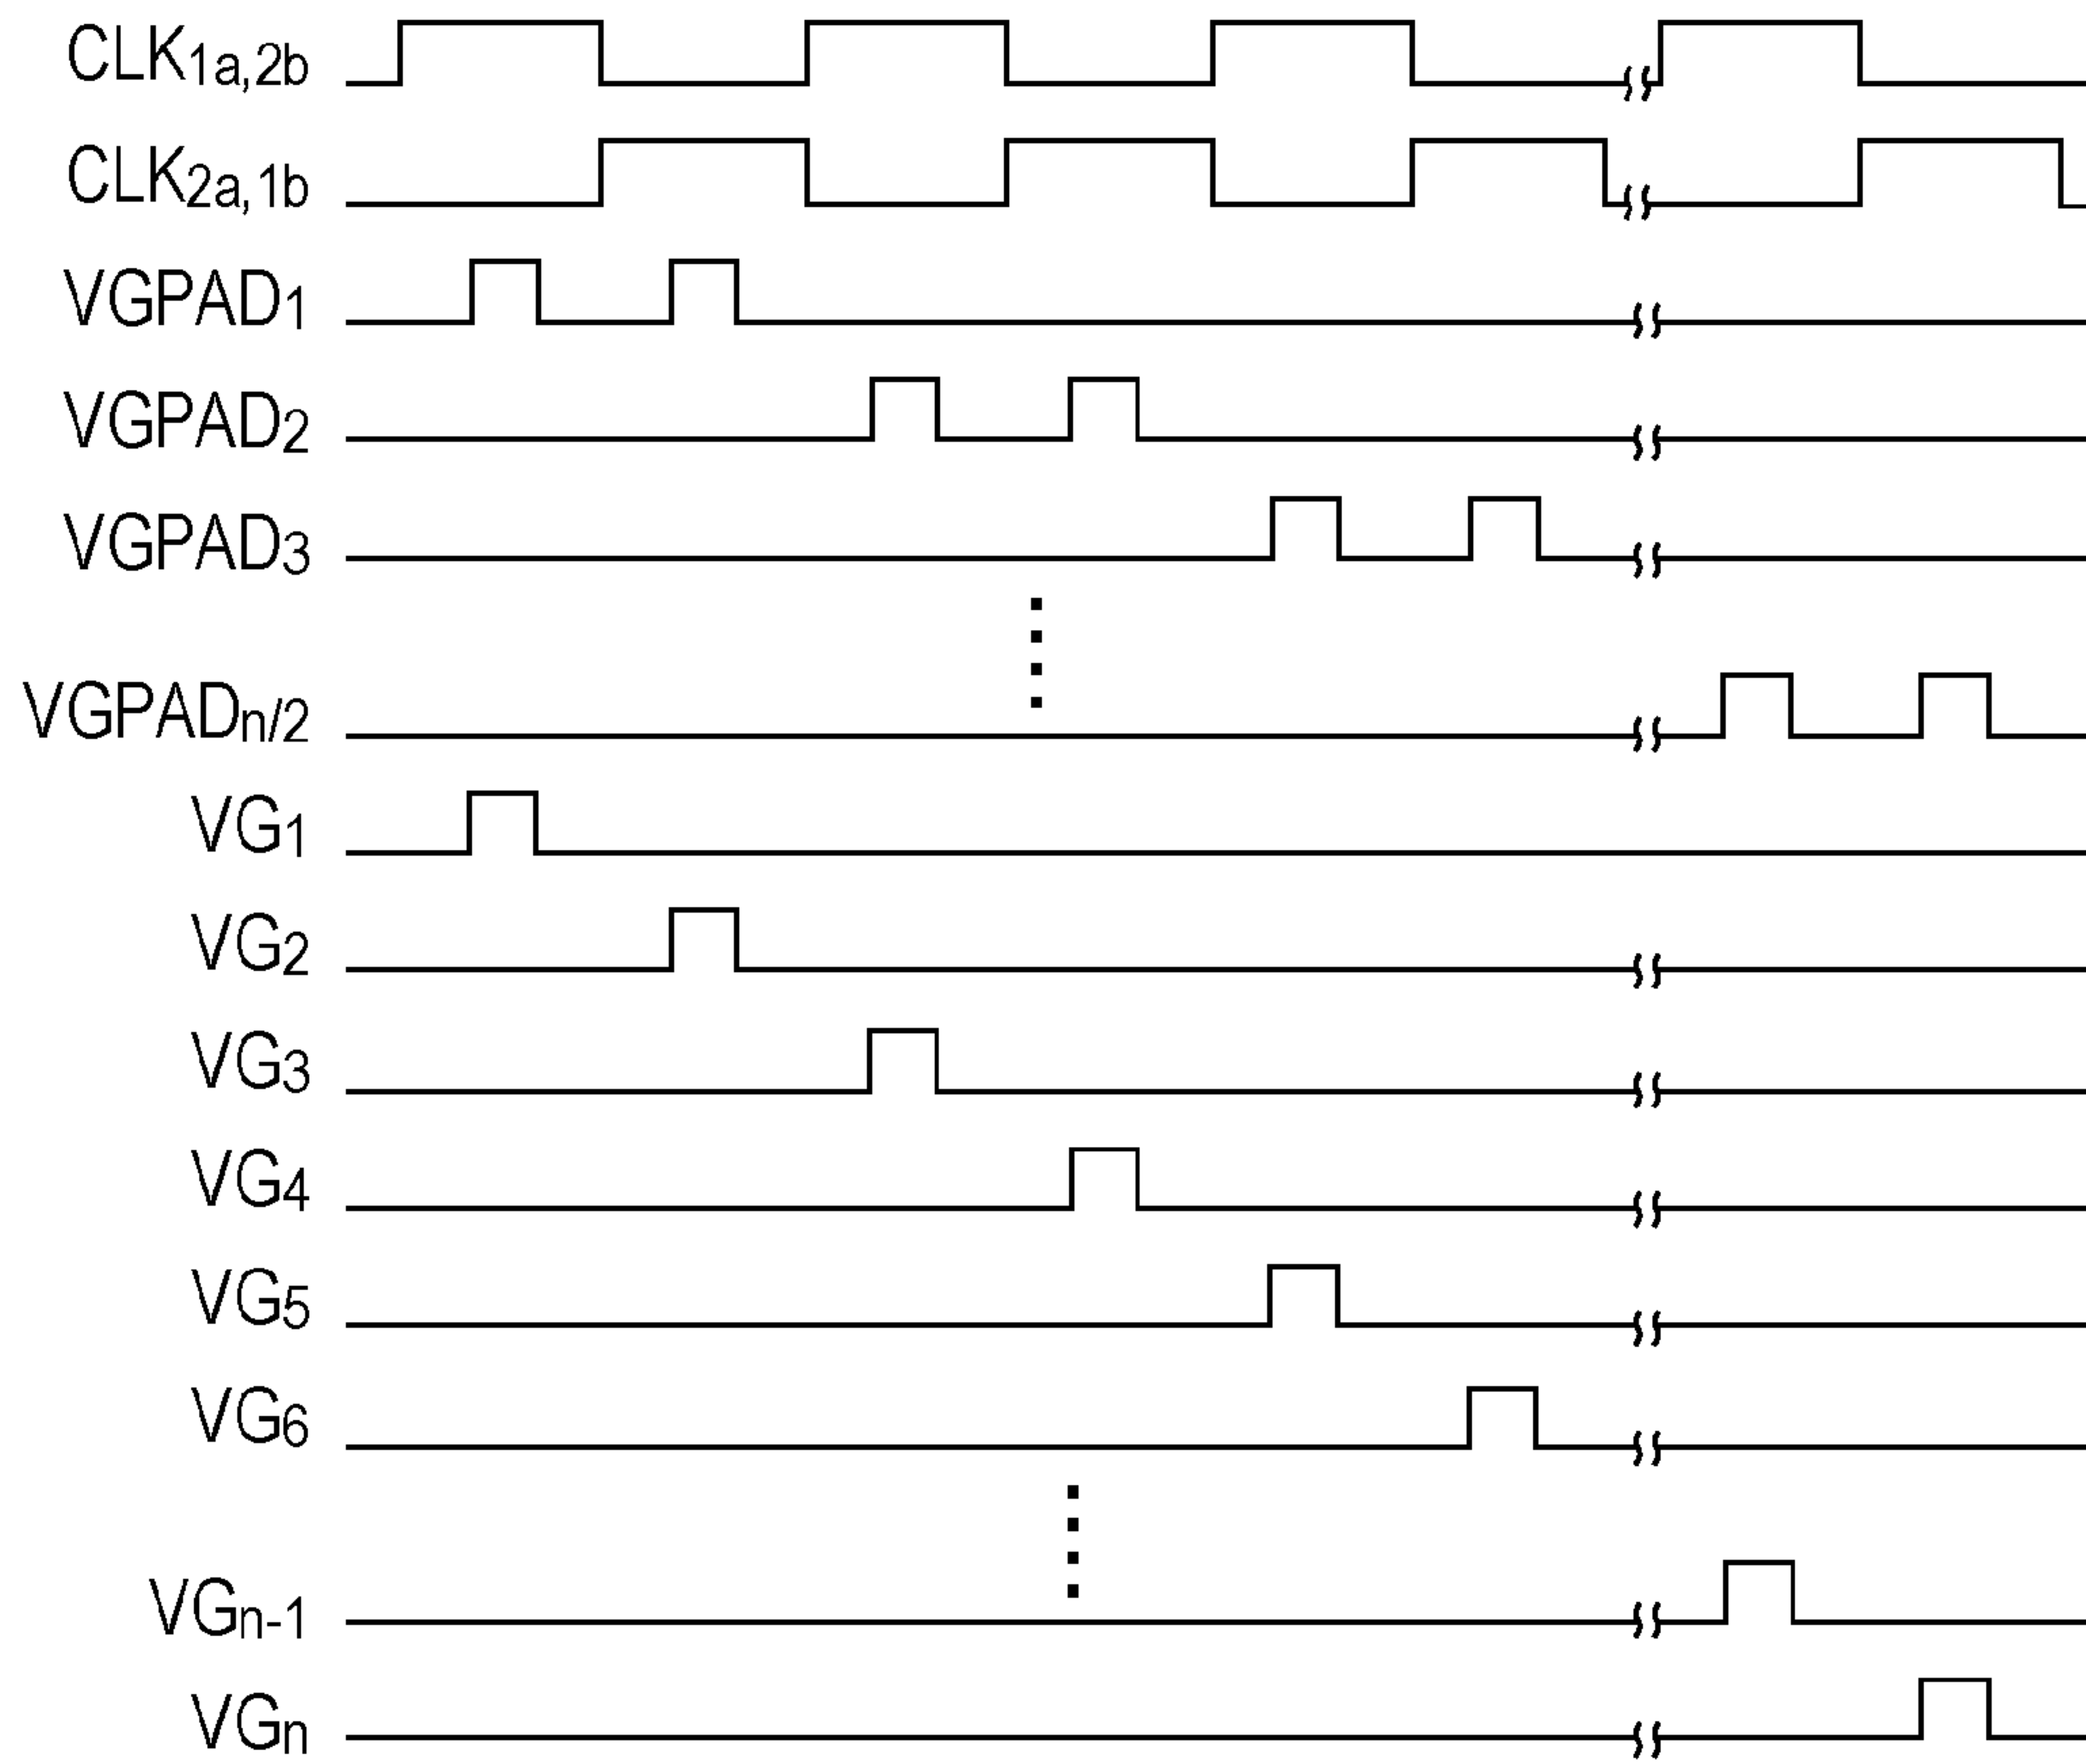 CLK1a,2b
CLK2a,1b
VGPAD1
VGPAD2
VGPAD3
VGPADn/2
VG1
VG2
VG3
VG4
VG5
VG6
VGn-1
VGn